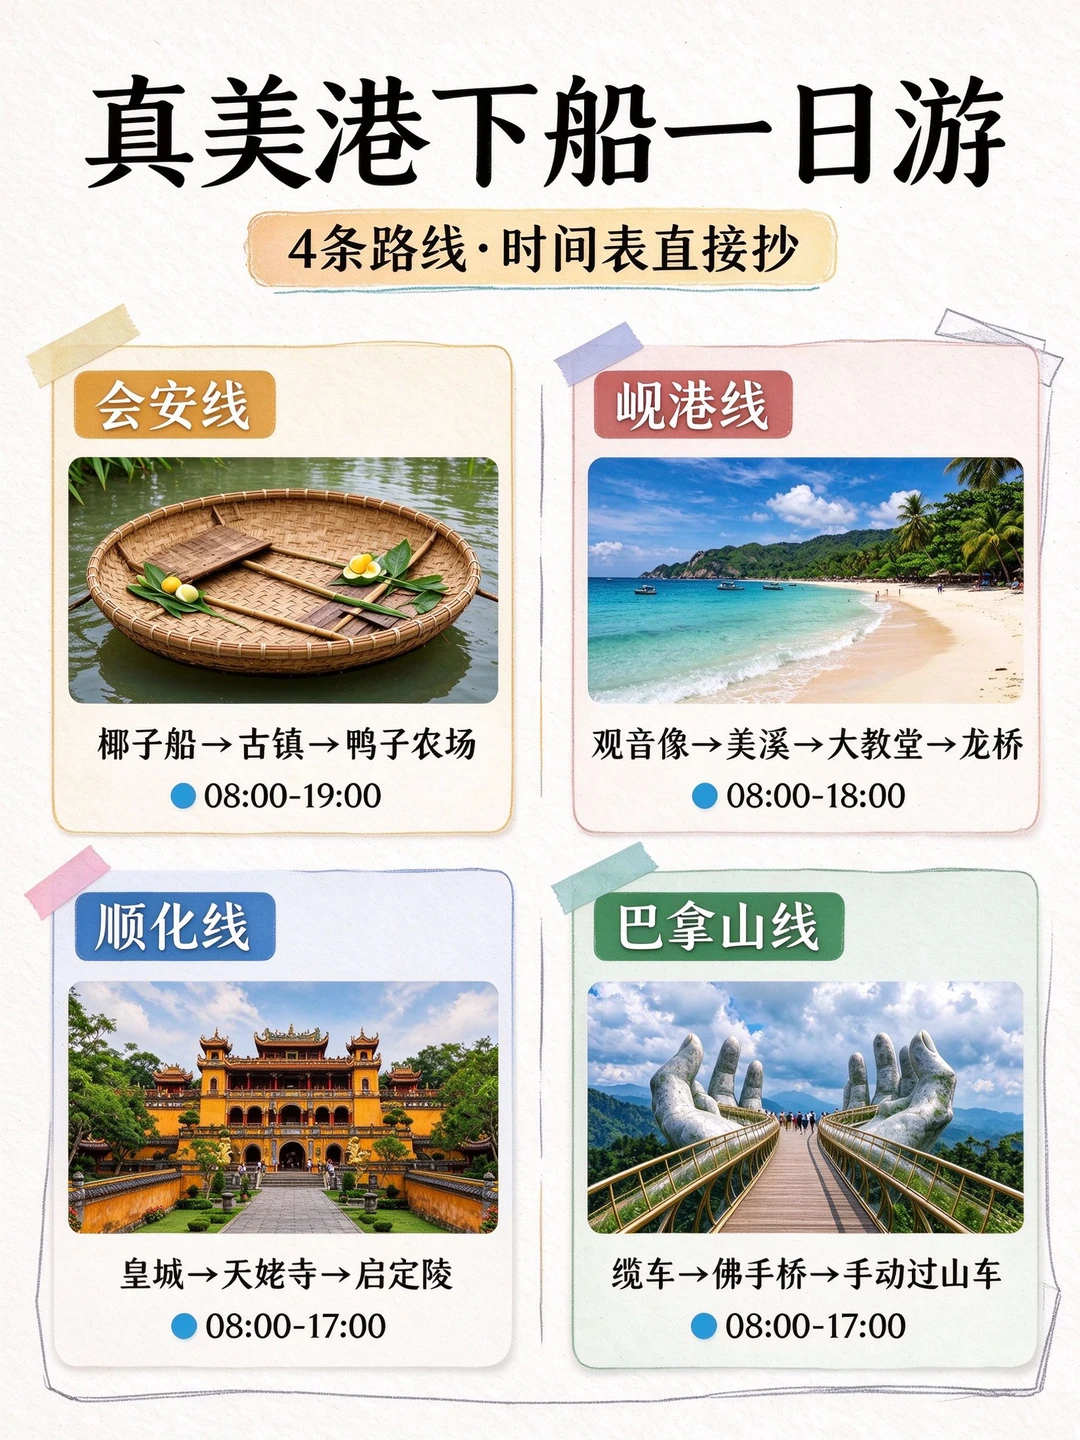 真美港下船一日游
4条路线·时间表直接抄
会安线
椰子船→古镇→鸭子农场
08:00-19:00
岘港线
观音像→美溪→大教堂→龙桥
08:00-18:00
顺化线
皇城→天姥寺→启定陵
08:00-17:00
巴拿山线
缆车→佛手桥→手动过山车
08:00-17:00